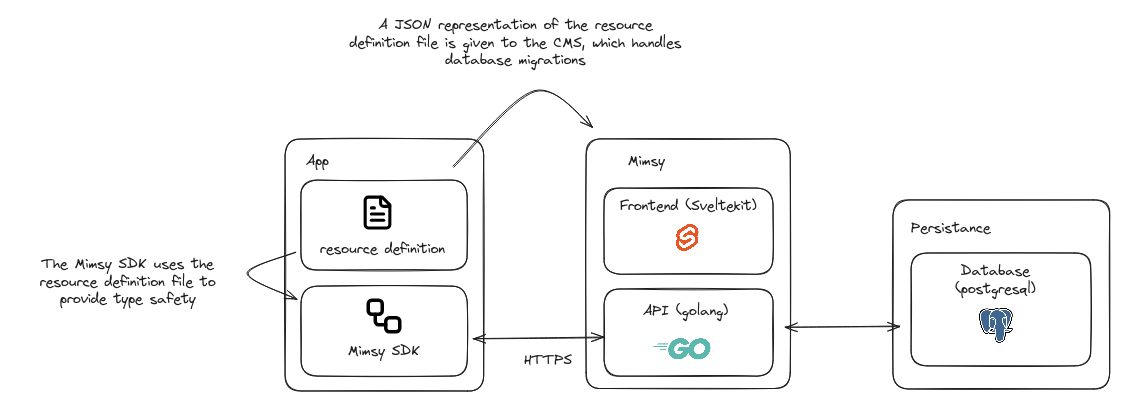 A JSON representation of the resource
definition file is given to the CMS, which handles
database migrations
App
resource definition
The Mimsy SDK uses the
resource definition file to
provide type safety
Mimsy SDK
HTTPS
Mimsy
Frontend (Sveltekit)
API (golang)
GO
Persistance
Database
(postgresql)